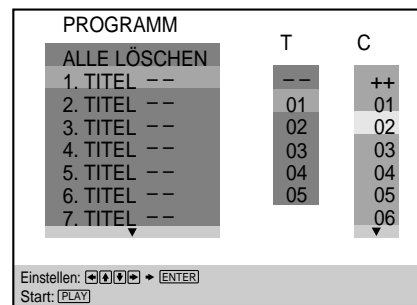 PROGRAMM
T C
ALLE LÖSCHEN
1. TITEL – – – – ++
2. TITEL – – 01 01
3. TITEL – – 02 02
4. TITEL – – 03 03
5. TITEL – – 04 04
6. TITEL – – 05 05
7. TITEL – – 06
Einstellen: ENTER
Start: PLAY